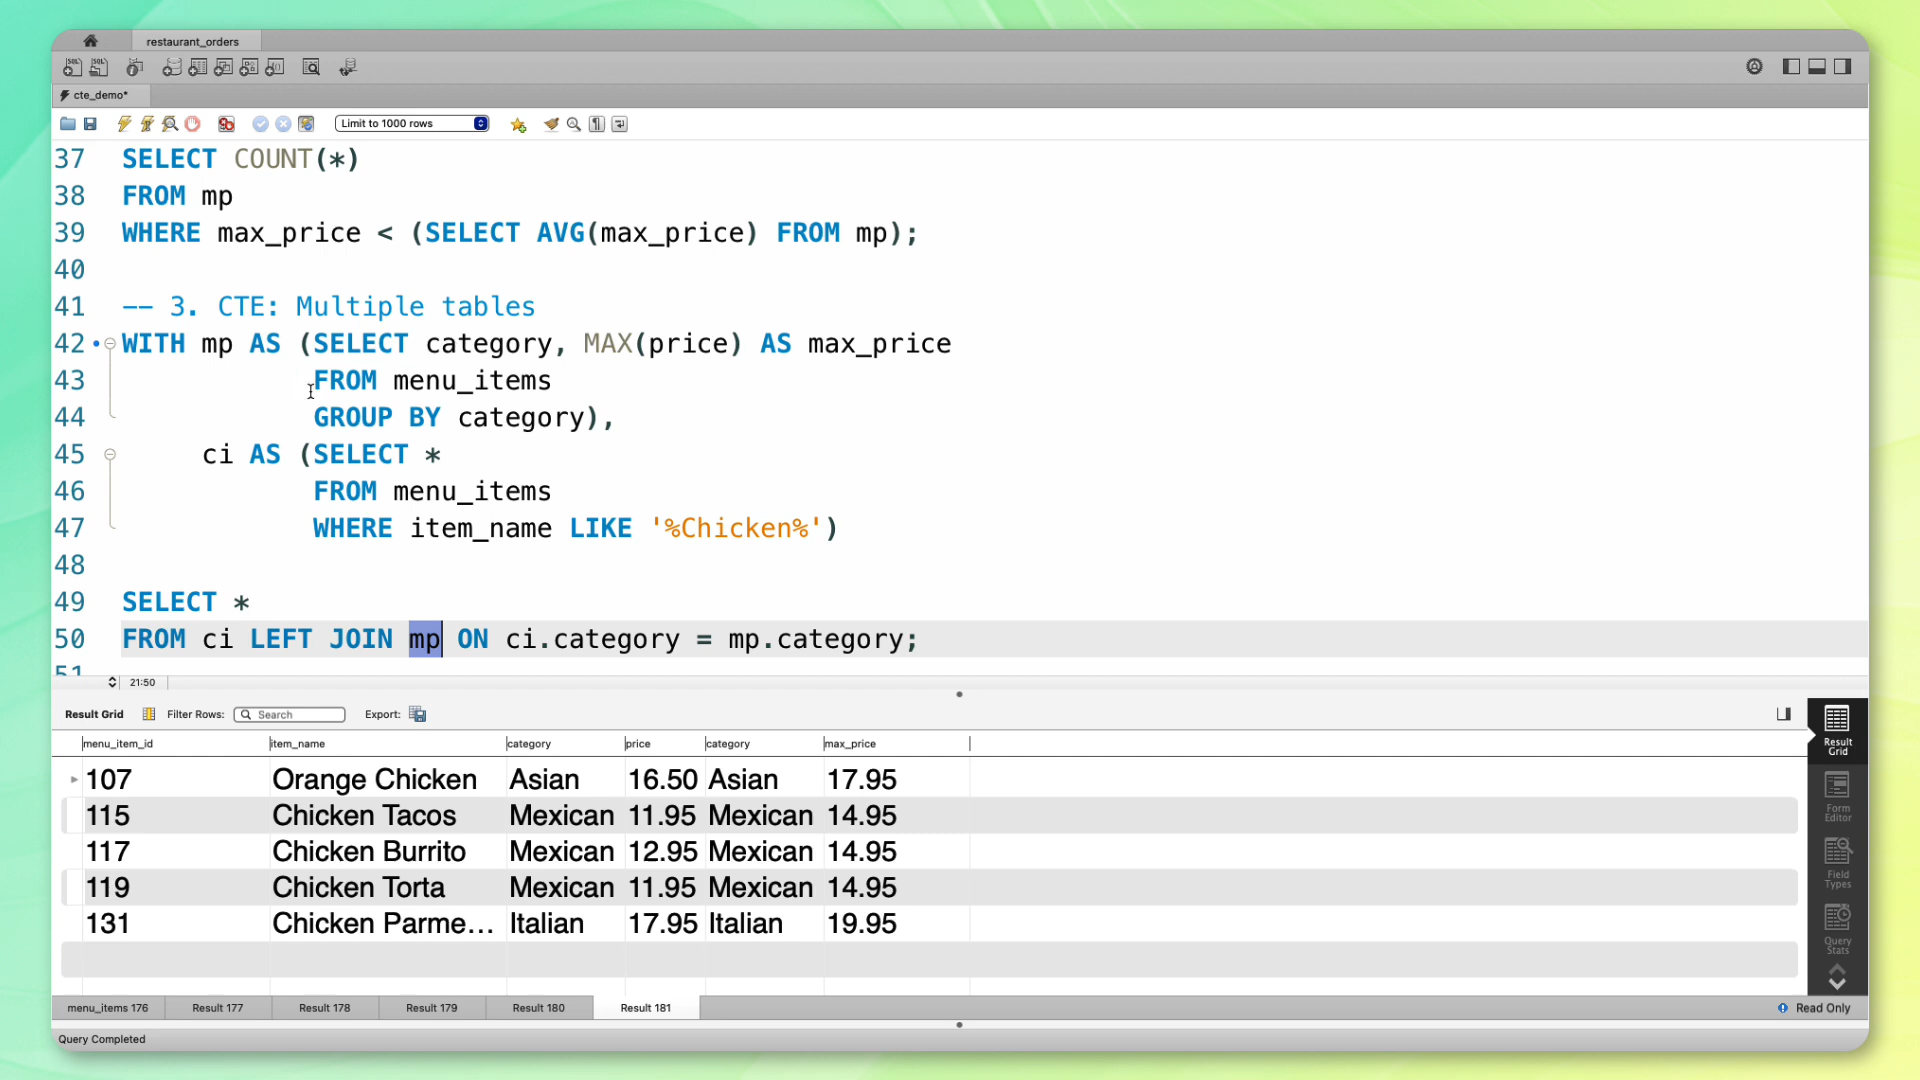 restaurant_orders
cte_demo*
Limit to 1000 rows
37 SELECT COUNT(*)
38 FROM mp
39 WHERE max_price < (SELECT AVG(max_price) FROM mp);
40
41 -- 3. CTE: Multiple tables
42 WITH mp AS (SELECT category, MAX(price) AS max_price
43 FROM menu_items
44 GROUP BY category),
45 ci AS (SELECT *
46 FROM menu_items
47 WHERE item_name LIKE '%Chicken%')
48
49 SELECT *
50 FROM ci LEFT JOIN mp ON ci.category = mp.category;
51
21:50
Result Grid Filter Rows: Search Export:
menu_item_id item_name category price category max_price
107 Orange Chicken Asian 16.50 Asian 17.95
115 Chicken Tacos Mexican 11.95 Mexican 14.95
117 Chicken Burrito Mexican 12.95 Mexican 14.95
119 Chicken Torta Mexican 11.95 Mexican 14.95
131 Chicken Parme... Italian 17.95 Italian 19.95
Result
Grid
Form
Editor
Field
Types
Query
Stats
menu_items 176 Result 177 Result 178 Result 179 Result 180 Result 181 Read Only
Query Completed